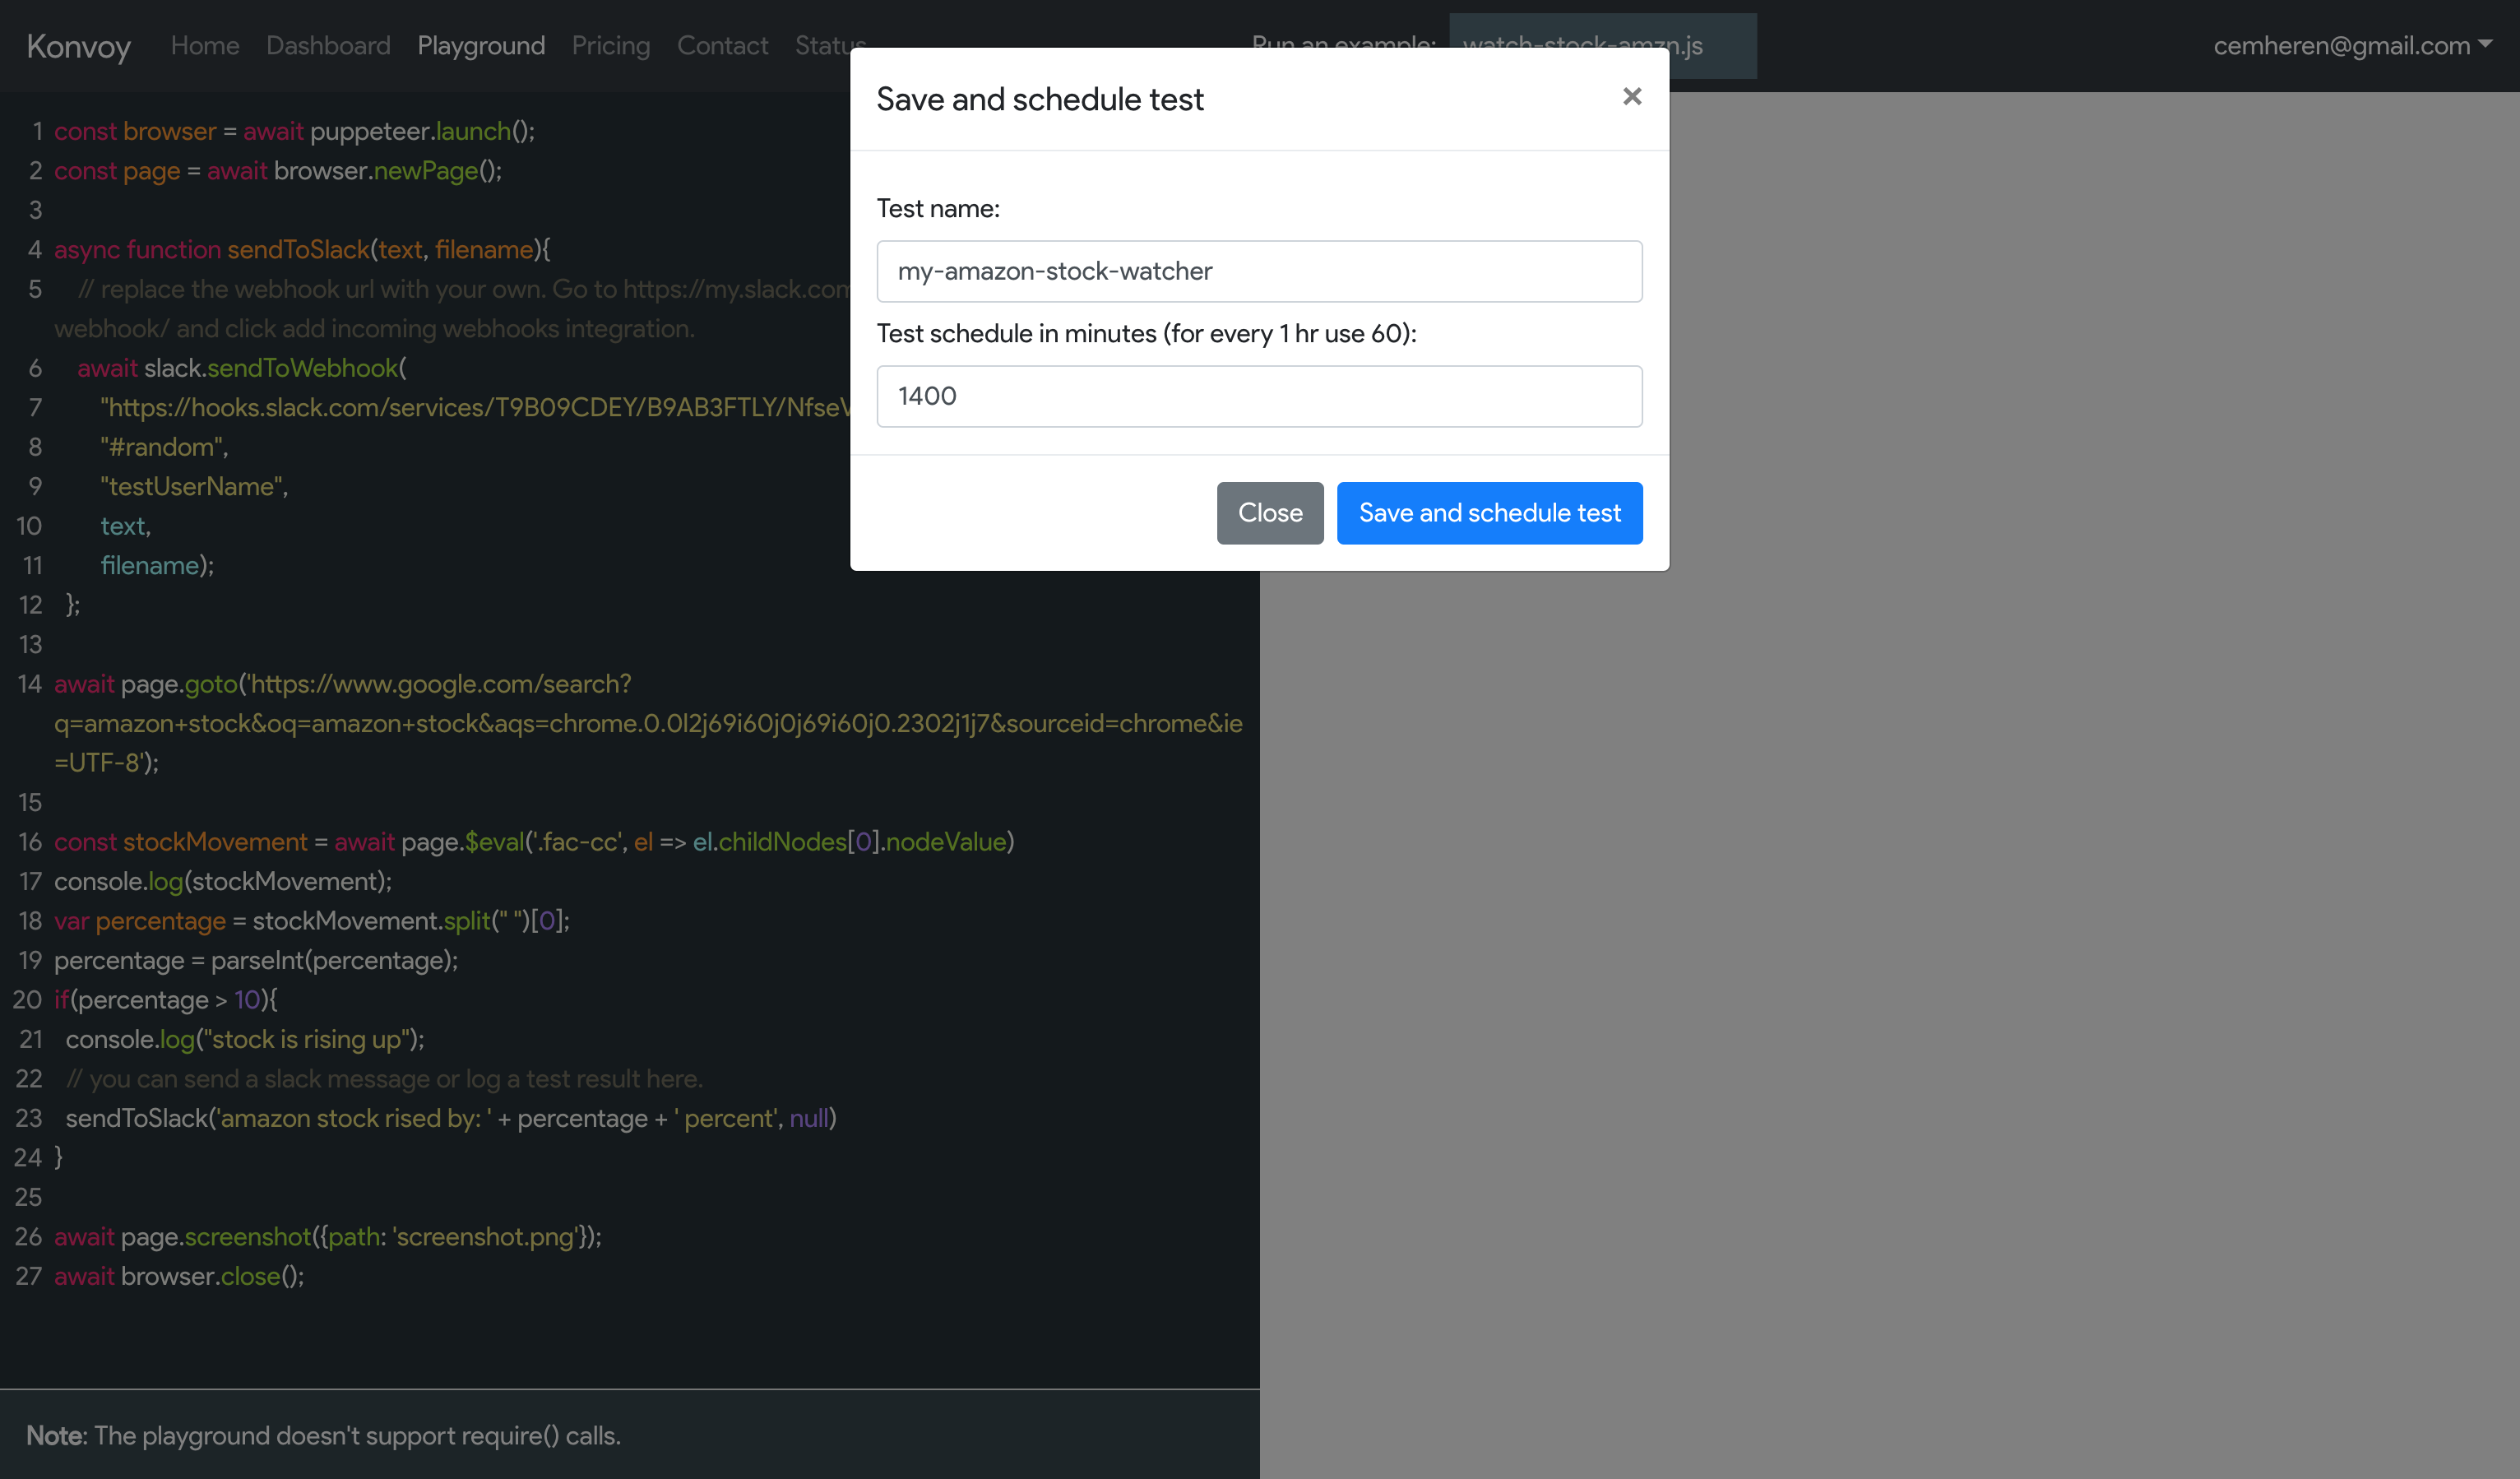 Konvoy Home Dashboard Playground Pricing Contact Status Run an example: watch-stock-amzn.js cemheren@gmail.com
Save and schedule test ×
Test name:
my-amazon-stock-watcher
Test schedule in minutes (for every 1 hr use 60):
1400
Close Save and schedule test
1 const browser = await puppeteer.launch();
2 const page = await browser.newPage();
3
4 async function sendToSlack(text, filename){
5 // replace the webhook url with your own. Go to https://my.slack.com
webhook/ and click add incoming webhooks integration.
6 await slack.sendToWebhook(
7 "https://hooks.slack.com/services/T9B09CDEY/B9AB3FTLY/Nfse
8 "#random",
9 "testUserName",
10 text,
11 filename);
12 };
13
14 await page.goto('https://www.google.com/search?
q=amazon+stock&oq=amazon+stock&aqs=chrome.0.0l2j69i60j0j69i60j0.2302j1j7&sourceid=chrome&ie
=UTF-8');
15
16 const stockMovement = await page.$eval('.fac-cc', el => el.childNodes[0].nodeValue)
17 console.log(stockMovement);
18 var percentage = stockMovement.split(" ")[0];
19 percentage = parseInt(percentage);
20 if(percentage > 10){
21 console.log("stock is rising up");
22 // you can send a slack message or log a test result here.
23 sendToSlack('amazon stock rised by: ' + percentage + ' percent', null)
24 }
25
26 await page.screenshot({path: 'screenshot.png'});
27 await browser.close();
Note: The playground doesn't support require() calls.